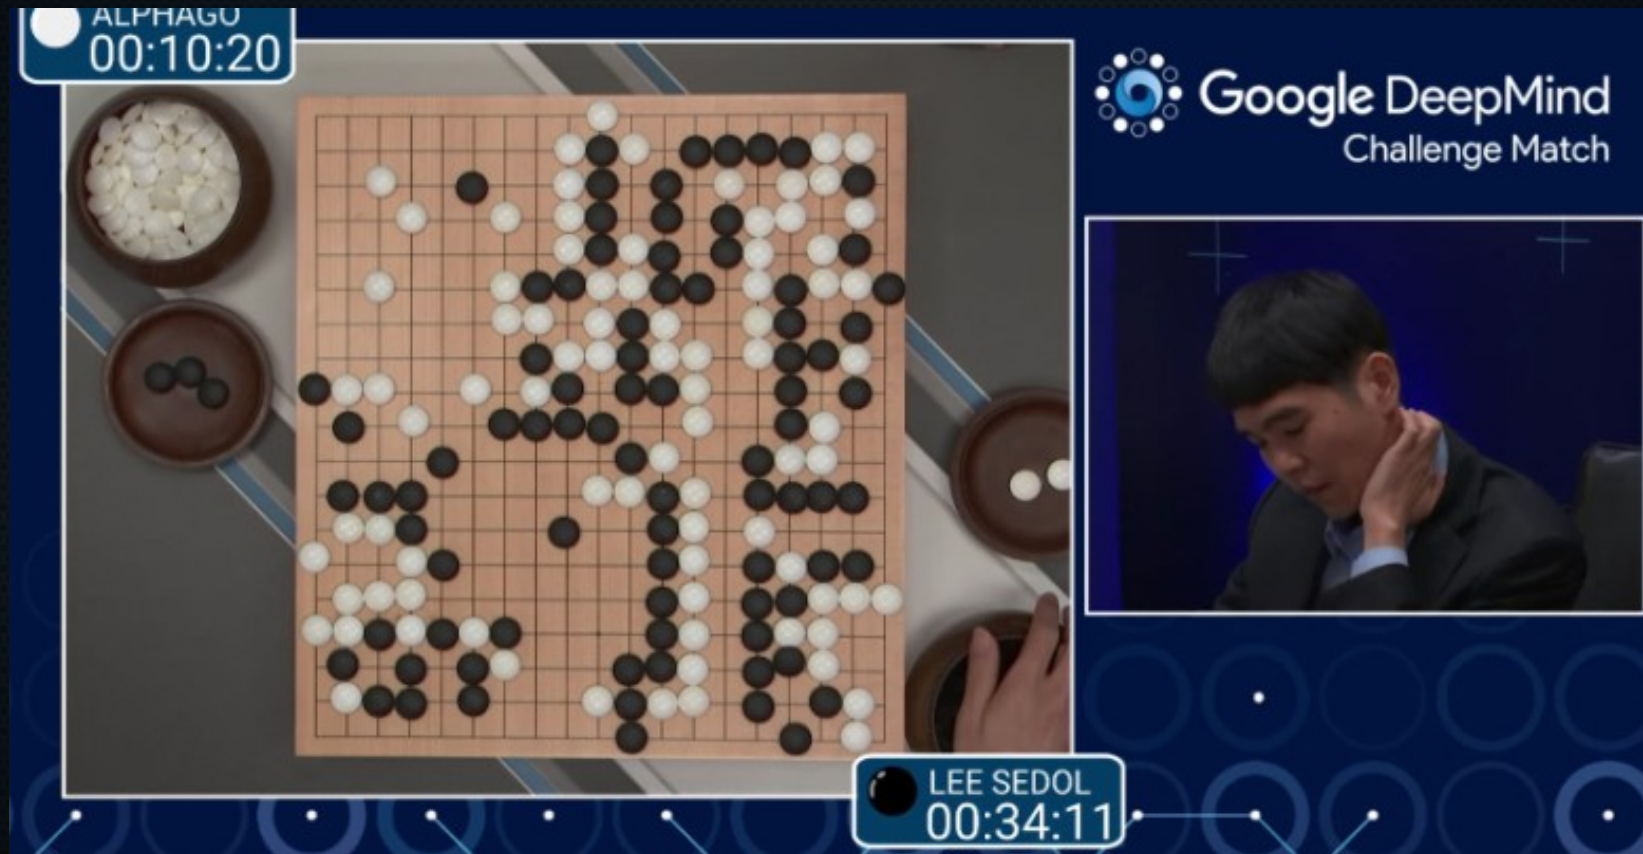 ALPHAGO
00:10:20
Google DeepMind
Challenge Match
LEE SEDOL
00:34:11